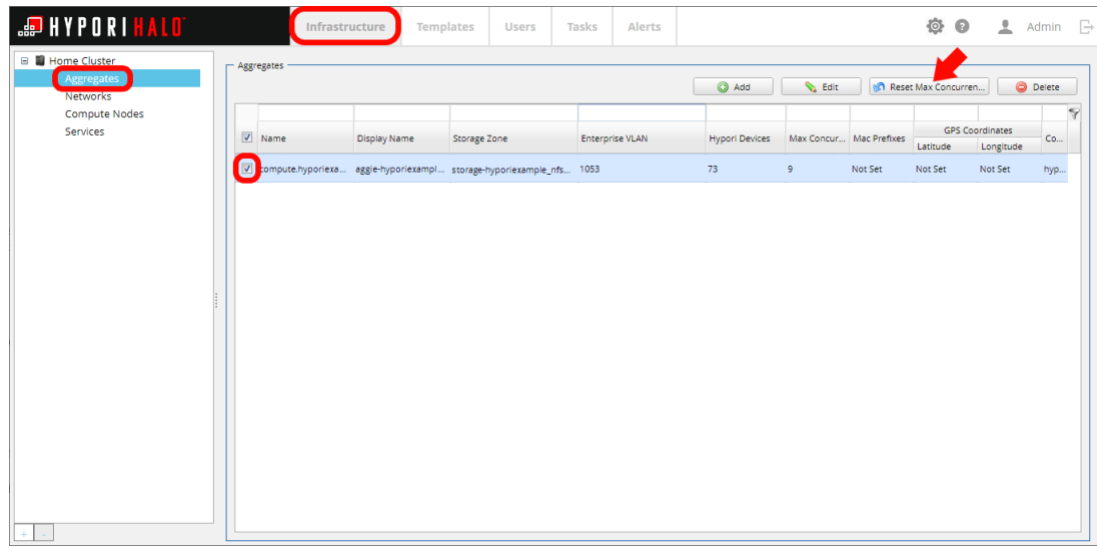 HYPORI HALO
Infrastructure Templates Users Tasks Alerts
Admin
Home Cluster
Aggregates
Networks
Compute Nodes
Services
Aggregates
Add Edit Reset Max Concurren... Delete
Name Display Name Storage Zone Enterprise VLAN Hypori Devices Max Concur... Mac Prefixes GPS Coordinates Co...
Latitude Longitude
compute.hyporiexa... aggie-hyporiexampl... storage-hyporiexample_nfs... 1053 73 9 Not Set Not Set Not Set hyp...